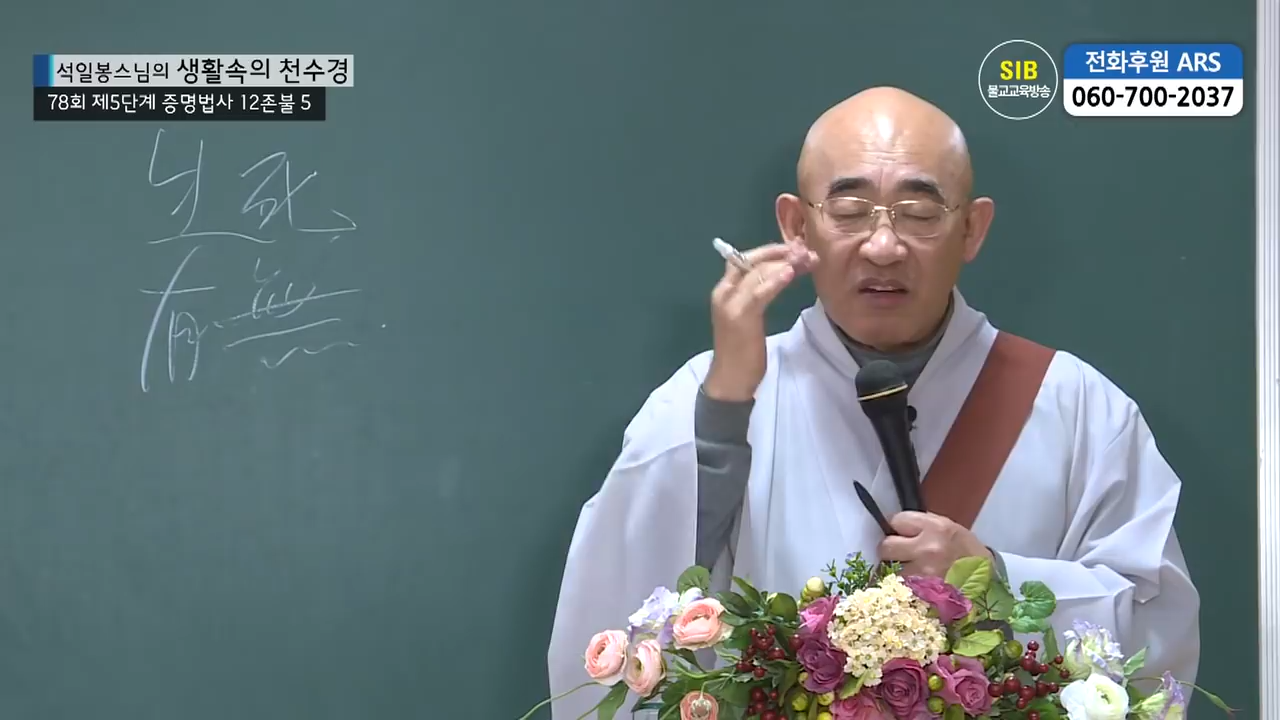 석일봉스님의 생활속의 천수경
78회 제5단계 증명법사 12존불 5
SIB
불교교육방송
전화후원 ARS
060-700-2037
生死
有無